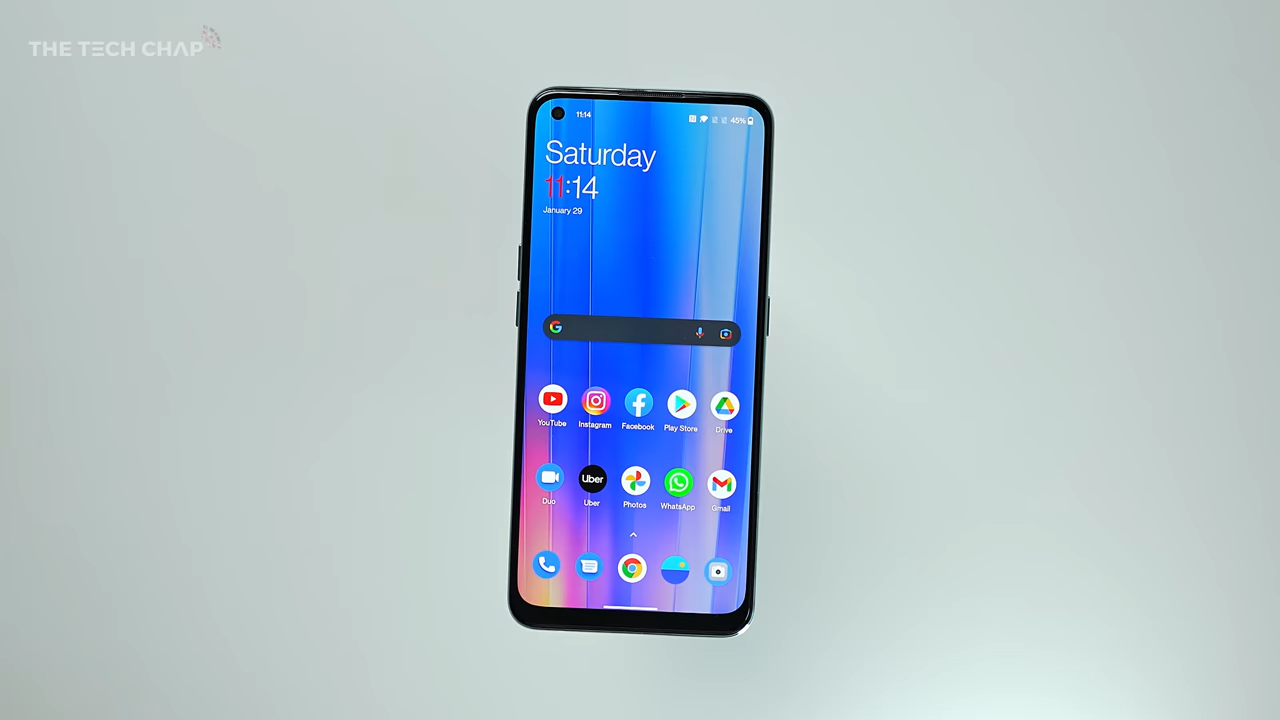 THE TECH CHAP
11:14
45%
Saturday
11:14
January 29
YouTube
Instagram
Facebook
Play Store
Drive
Duo
Uber
Uber
Photos
WhatsApp
Gmail